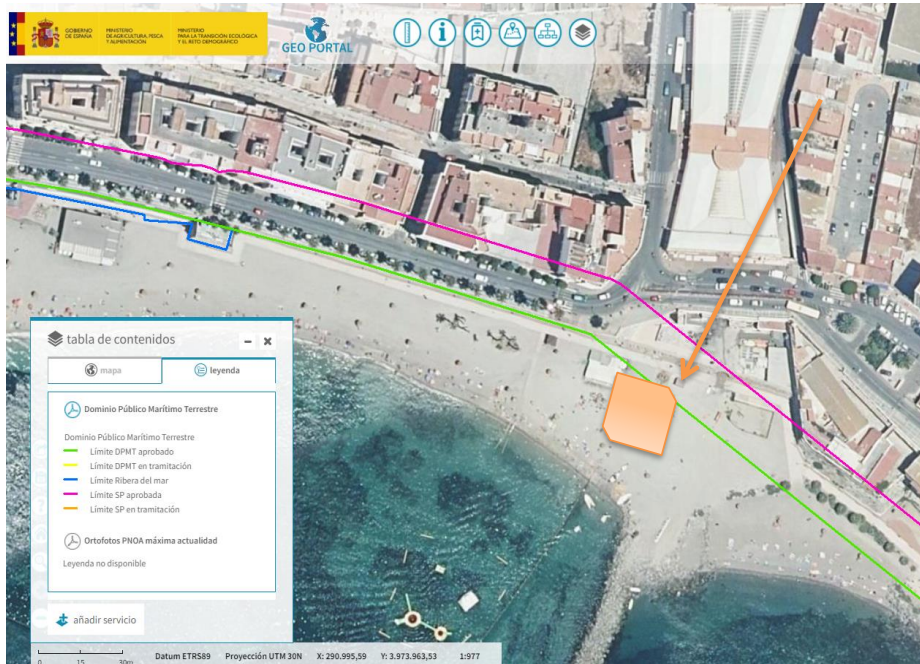 GOBIERNO
DE ESPAÑA
MINISTERIO
DE AGRICULTURA, PESCA
Y ALIMENTACIÓN
MINISTERIO
PARA LA TRANSICIÓN ECOLÓGICA
Y EL RETO DEMOGRÁFICO
GEO PORTAL
tabla de contenidos
mapa
leyenda
Dominio Público Marítimo Terrestre
Dominio Público Marítimo Terrestre
Límite DPMT aprobado
Límite DPMT en tramitación
Límite Ribera del mar
Límite SP aprobada
Límite SP en tramitación
Ortofotos PNOA máxima actualidad
Leyenda no disponible
añadir servicio
0 15 30m Datum ETRS89 Proyección UTM 30N X: 290.995,59 Y: 3.973.963,53 1:977